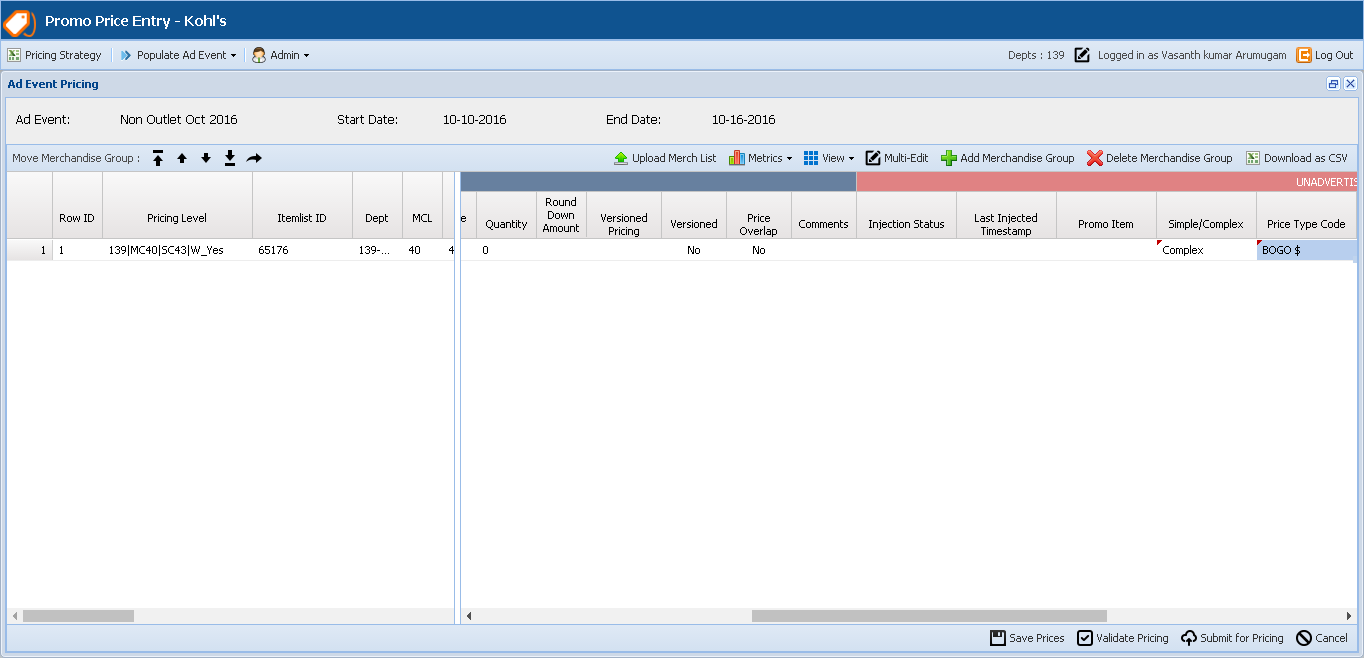 Promo Price Entry - Kohl's
Pricing Strategy Populate Ad Event Admin Depts : 139 Logged in as Vasanth kumar Arumugam Log Out
Ad Event Pricing
Ad Event: Non Outlet Oct 2016 Start Date: 10-10-2016 End Date: 10-16-2016
Move Merchandise Group : Upload Merch List Metrics View Multi-Edit Add Merchandise Group Delete Merchandise Group Download as CSV
UNADVERTIS
Row ID Pricing Level Itemlist ID Dept MCL e Quantity Round Down Amount Versioned Pricing Versioned Price Overlap Comments Injection Status Last Injected Timestamp Promo Item Simple/Complex Price Type Code
1 1 139|MC40|SC43|W_Yes 65176 139-... 40 4 0 No No Complex BOGO $
Save Prices Validate Pricing Submit for Pricing Cancel